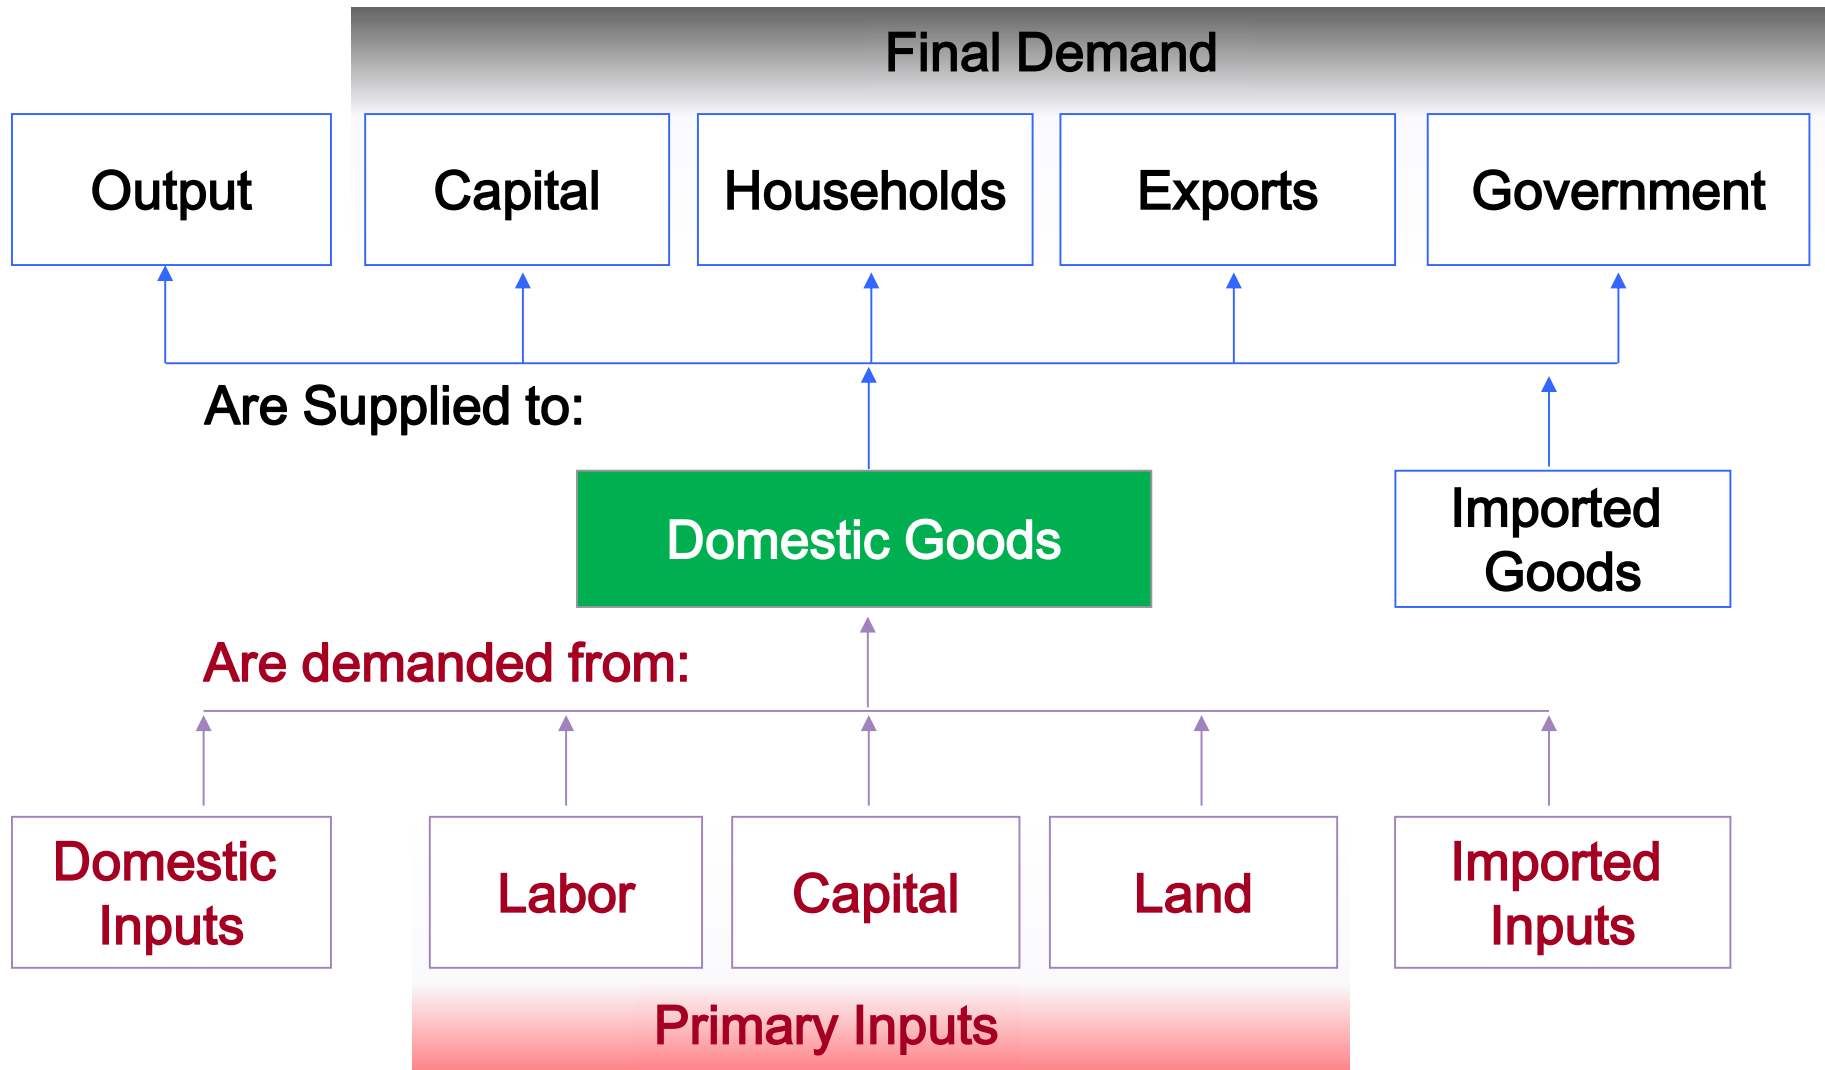 Final Demand
Output
Capital
Households
Exports
Government
Are Supplied to:
Domestic Goods
Imported
Goods
Are demanded from:
Domestic
Inputs
Labor
Capital
Land
Imported
Inputs
Primary Inputs